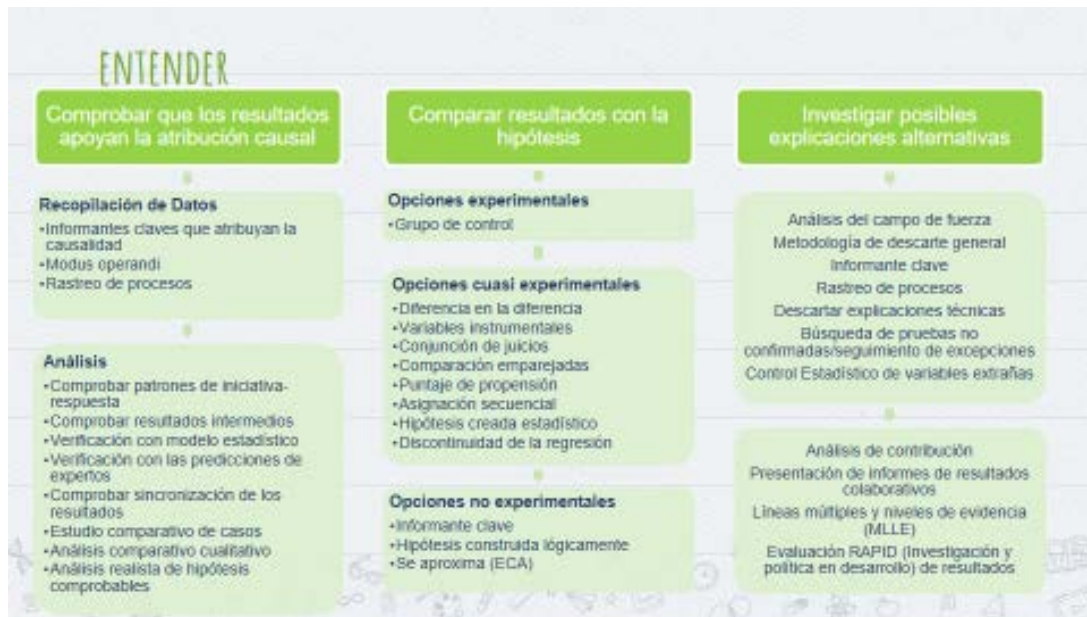 ENTENDER
Comprobar que los resultados
apoyan la atribución causal
Recopilación de Datos
•Informantes claves que atribuyan la
causalidad
•Modus operandi
•Rastreo de procesos
Análisis
•Comprobar patrones de iniciativa-
respuesta
•Comprobar resultados intermedios
•Verificación con modelo estadístico
•Verificación con las predicciones de
expertos
•Comprobar sincronización de los
resultados
•Estudio comparativo de casos
•Análisis comparativo cualitativo
•Análisis realista de hipótesis
comprobables
Comparar resultados con la
hipótesis
Opciones experimentales
•Grupo de control
Opciones cuasi experimentales
•Diferencia en la diferencia
•Variables instrumentales
•Conjunción de juicios
•Comparación emparejadas
•Puntaje de propensión
•Asignación secuencial
•Hipótesis creada estadístico
•Discontinuidad de la regresión
Opciones no experimentales
•Informante clave
•Hipótesis construida lógicamente
•Se aproxima (ECA)
Investigar posibles
explicaciones alternativas
Análisis del campo de fuerza
Metodología de descarte general
Informante clave
Rastreo de procesos
Descartar explicaciones técnicas
Búsqueda de pruebas no
confirmadas/seguimiento de excepciones
Control Estadístico de variables extrañas
Análisis de contribución
Presentación de informes de resultados
colaborativos
Líneas múltiples y niveles de evidencia
(MLLE)
Evaluación RAPID (Investigación y
política en desarrollo) de resultados